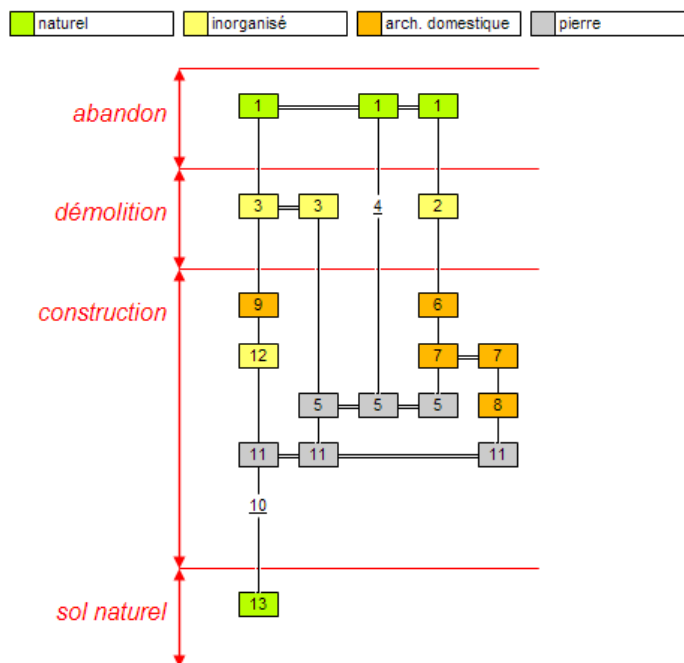 naturel inorganisé arch. domestique pierre
abandon
1 1 1
démolition
3 3 4 2
construction
9 6
12 7 7
5 5 5 8
11 11 11
10
sol naturel
13